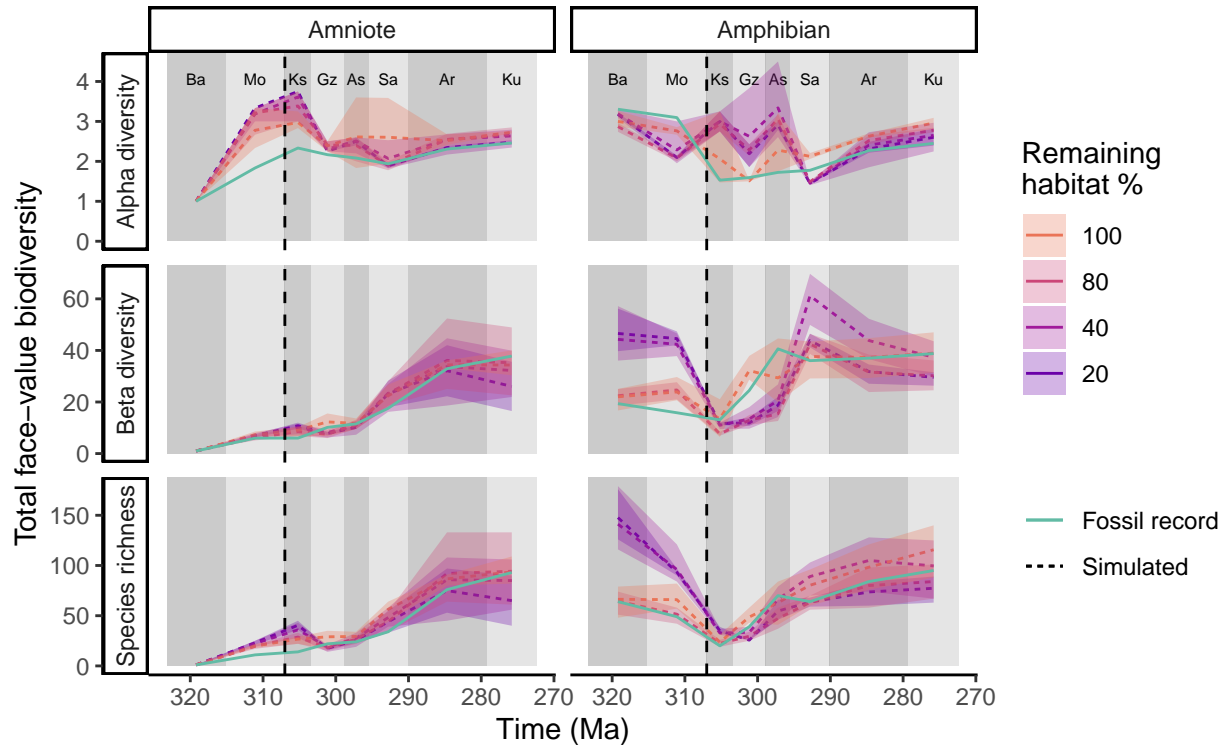 Amniote
Amphibian
Total face−value biodiversity
Alpha diversity
4
3
2
1
0
Ba Mo Ks Gz As Sa Ar Ku
Ba Mo Ks Gz As Sa Ar Ku
Beta diversity
60
40
20
0
Species richness
150
100
50
0
320 310 300 290 280 270
320 310 300 290 280 270
Time (Ma)
Remaining
habitat %
100
80
40
20
Fossil record
Simulated